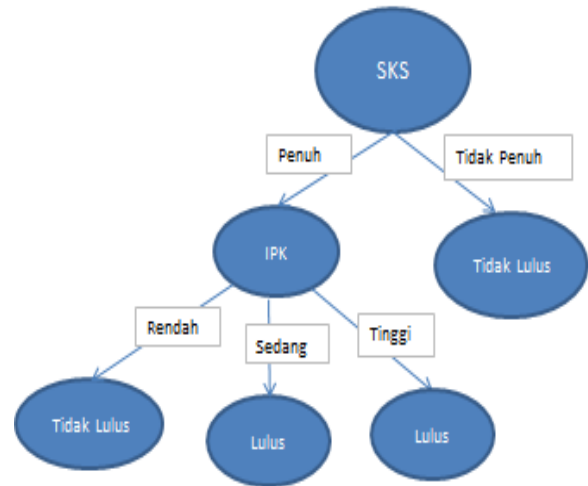 SKS
Penuh
Tidak Penuh
IPK
Tidak Lulus
Rendah
Sedang
Tinggi
Tidak Lulus
Lulus
Lulus